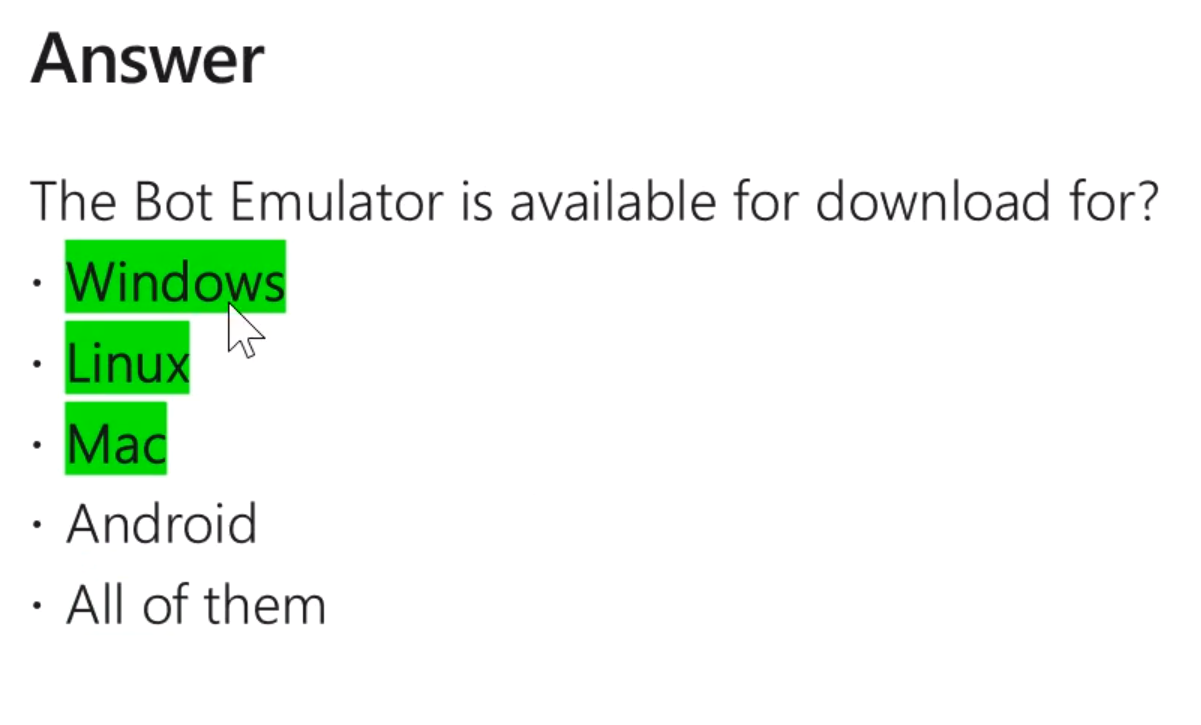 Answer
The Bot Emulator is available for download for?
· Windows
· Linux
· Mac
· Android
· All of them